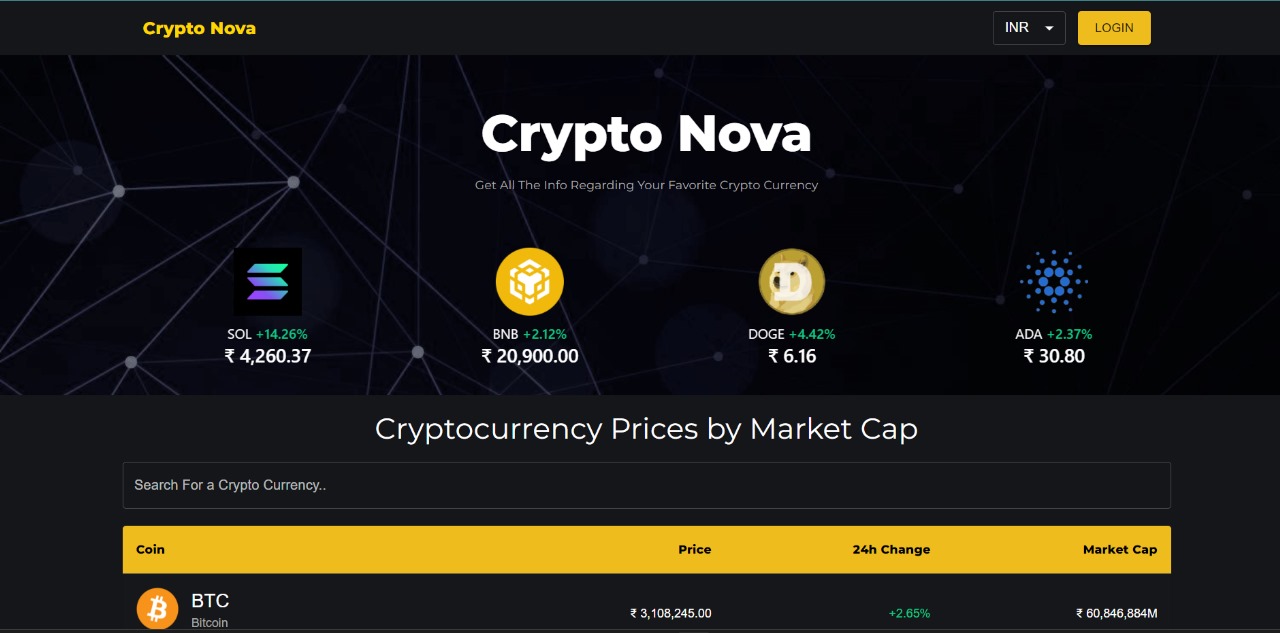 Crypto Nova
INR
LOGIN
Crypto Nova
Get All The Info Regarding Your Favorite Crypto Currency
SOL +14.26%
₹ 4,260.37
BNB +2.12%
₹ 20,900.00
DOGE +4.42%
₹ 6.16
ADA +2.37%
₹ 30.80
Cryptocurrency Prices by Market Cap
Search For a Crypto Currency..
Coin Price 24h Change Market Cap
BTC
Bitcoin
₹ 3,108,245.00 +2.65% ₹ 60,846,884M